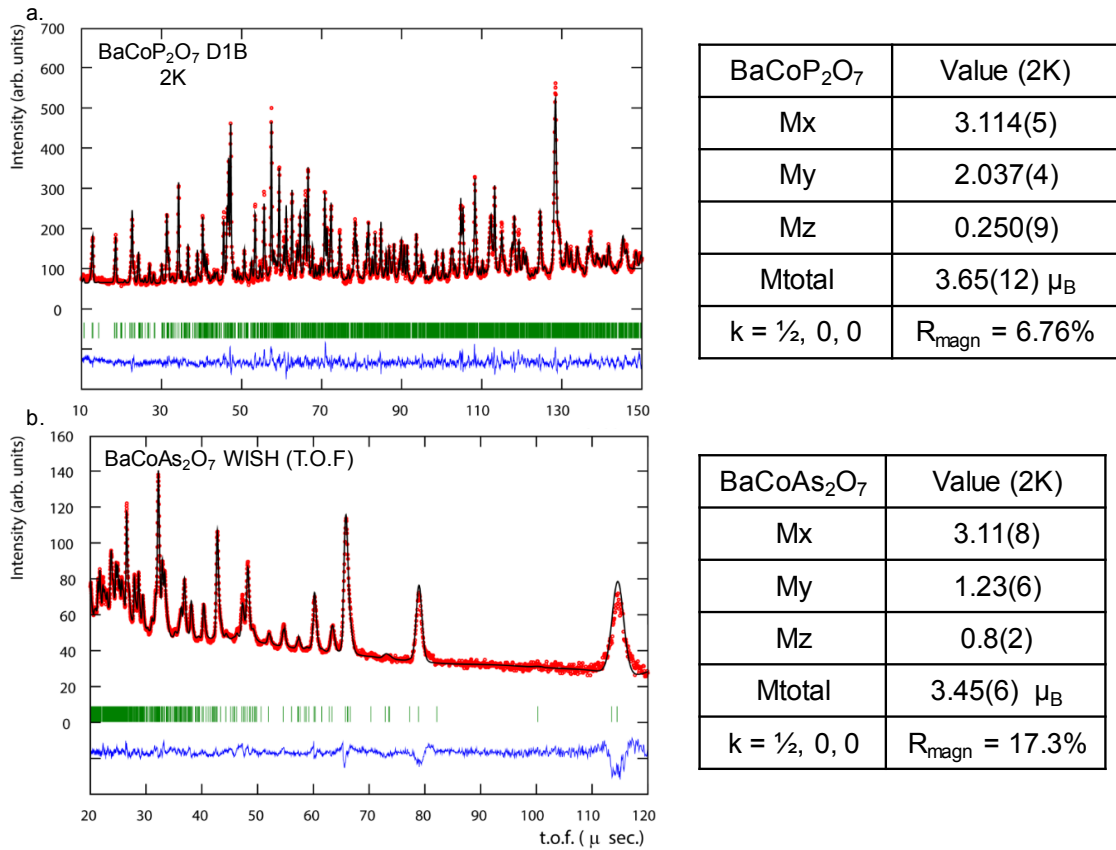 a.
BaCoP₂O₇ D1B
2K
Intensity (arb. units)
700
600
500
400
300
200
100
0
10 30 50 70 90 110 130 150
BaCoP₂O₇ Value (2K)
Mx 3.114(5)
My 2.037(4)
Mz 0.250(9)
Mtotal 3.65(12) μB
k = ½, 0, 0 Rmagn = 6.76%
b.
BaCoAs₂O₇ WISH (T.O.F)
Intensity (arb. units)
160
140
120
100
80
60
40
20
0
20 30 40 50 60 70 80 90 100 110 120
t.o.f. ( μ sec.)
BaCoAs₂O₇ Value (2K)
Mx 3.11(8)
My 1.23(6)
Mz 0.8(2)
Mtotal 3.45(6) μB
k = ½, 0, 0 Rmagn = 17.3%